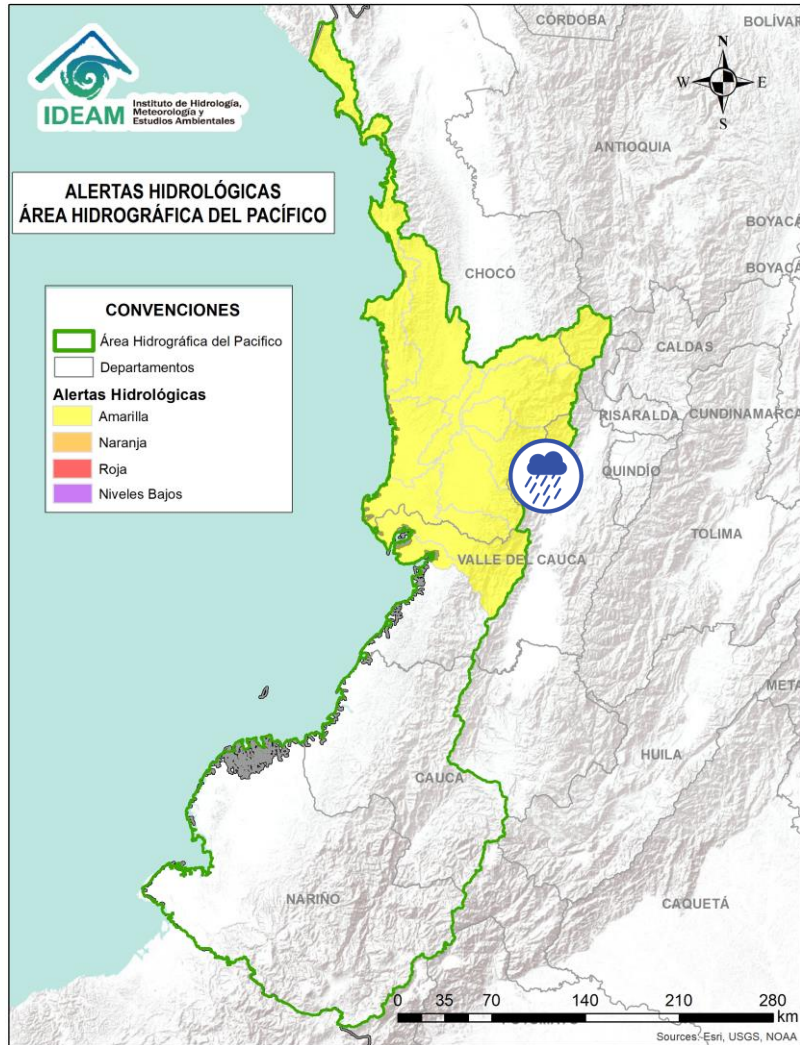 CÓRDOBA
BOLÍVAR
N
W
E
S
IDEAM
Instituto de Hidrología,
Meteorología y
Estudios Ambientales
ANTIOQUIA
ALERTAS HIDROLÓGICAS
ÁREA HIDROGRÁFICA DEL PACÍFICO
BOYACÁ
BOYACÁ
CHOCÓ
CONVENCIONES
Área Hidrográfica del Pacifico
Departamentos
Alertas Hidrológicas
Amarilla
Naranja
Roja
Niveles Bajos
CALDAS
RISARALDA
CUNDINAMARCA
QUINDÍO
TOLIMA
VALLE DEL CAUCA
META
HUILA
CAUCA
NARIÑO
CAQUETÁ
0 35 70 140 210 280
km
Sources: Esri, USGS, NOAA